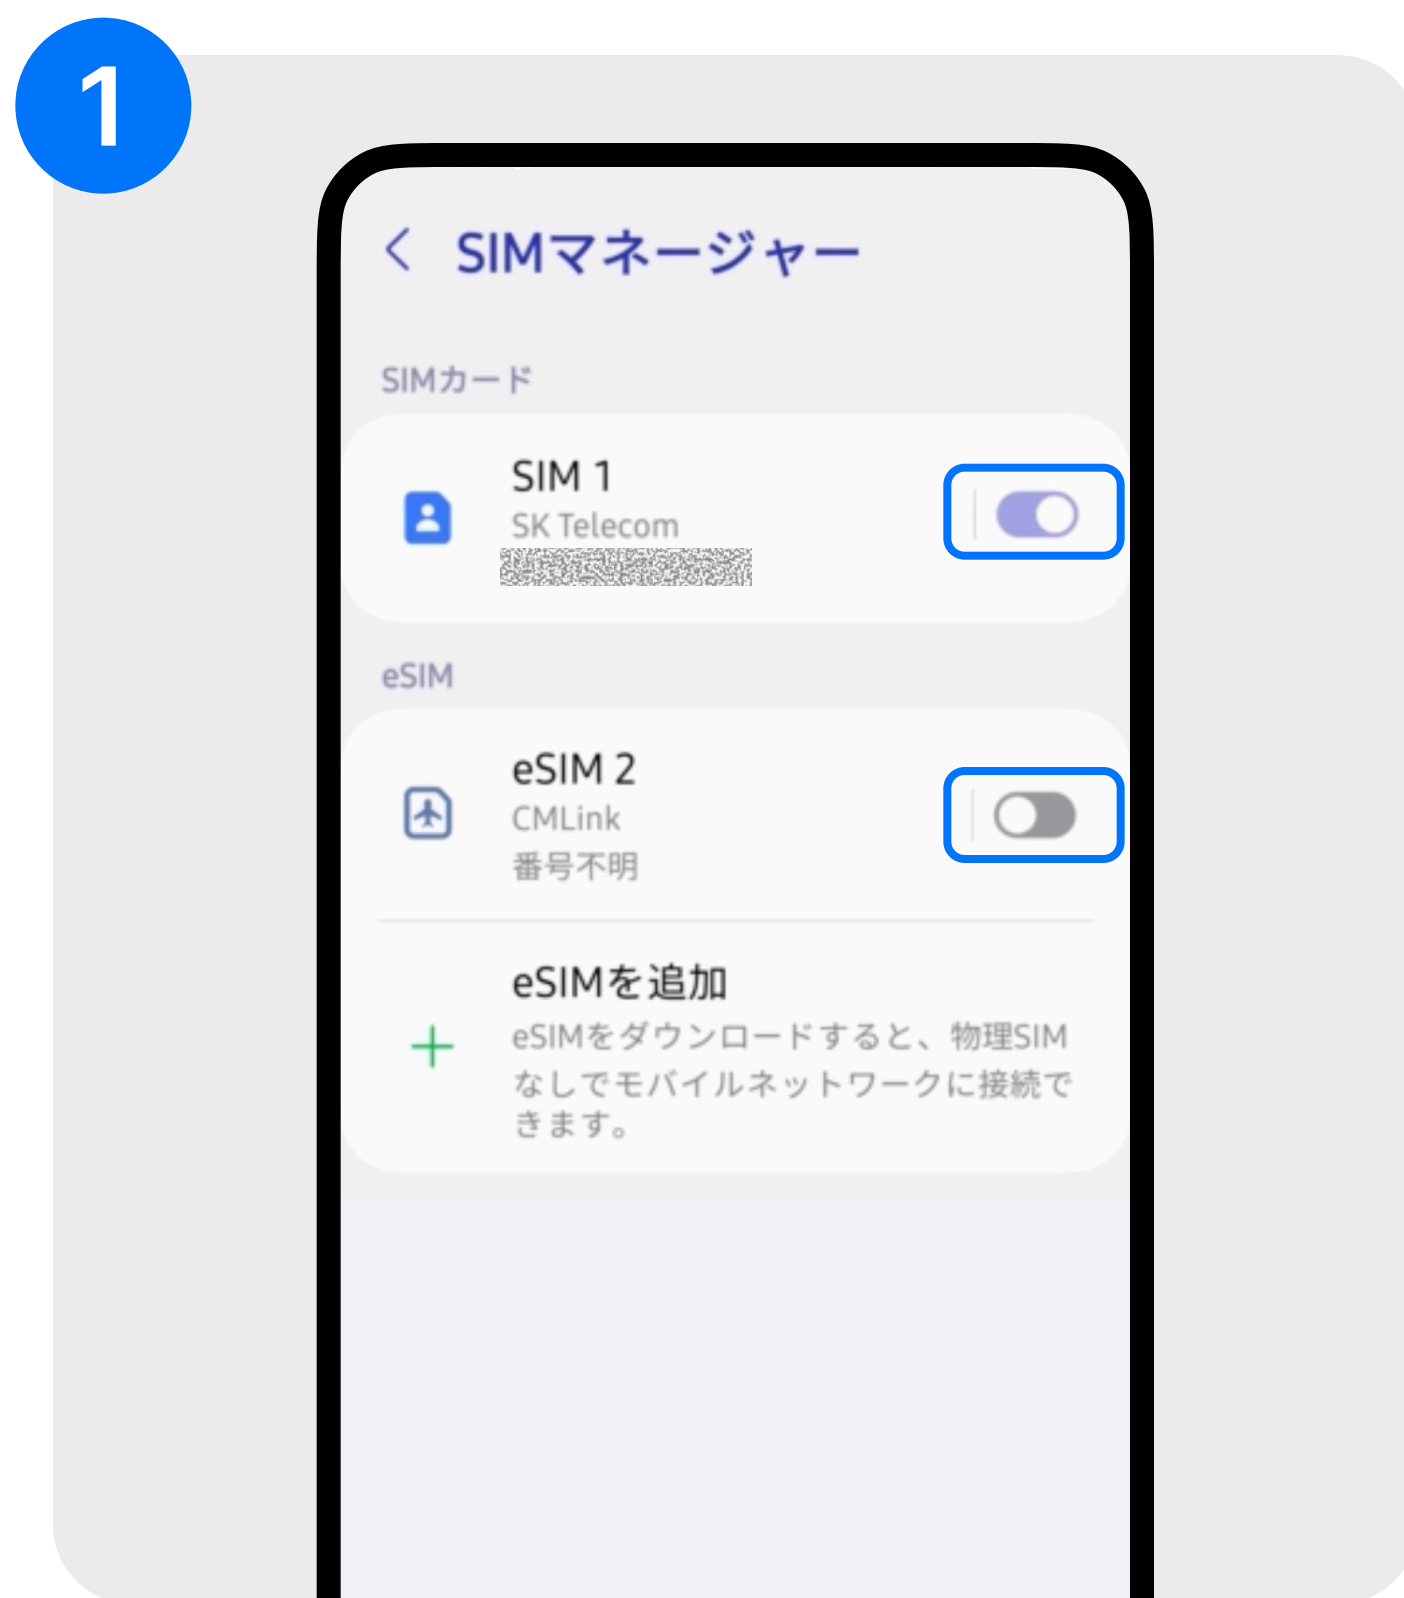 1
SIMマネージャー
SIMカード
SIM 1
SK Telecom
eSIM
eSIM 2
CMLink
番号不明
eSIMを追加
eSIMをダウンロードすると、物理SIM
なしでモバイルネットワークに接続で
きます。